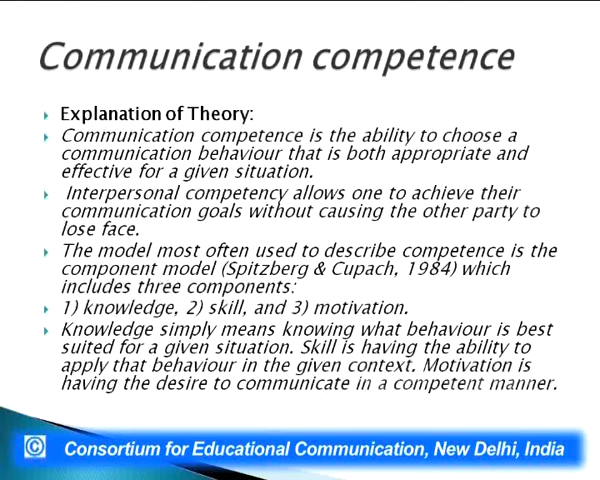 Communication competence
Explanation of Theory:
Communication competence is the ability to choose a
communication behaviour that is both appropriate and
effective for a given situation.
Interpersonal competency allows one to achieve their
communication goals without causing the other party to
lose face.
The model most often used to describe competence is the
component model (Spitzberg & Cupach, 1984) which
includes three components:
1) knowledge, 2) skill, and 3) motivation.
Knowledge simply means knowing what behaviour is best
suited for a given situation. Skill is having the ability to
apply that behaviour in the given context. Motivation is
having the desire to communicate in a competent manner.
© Consortium for Educational Communication, New Delhi, India